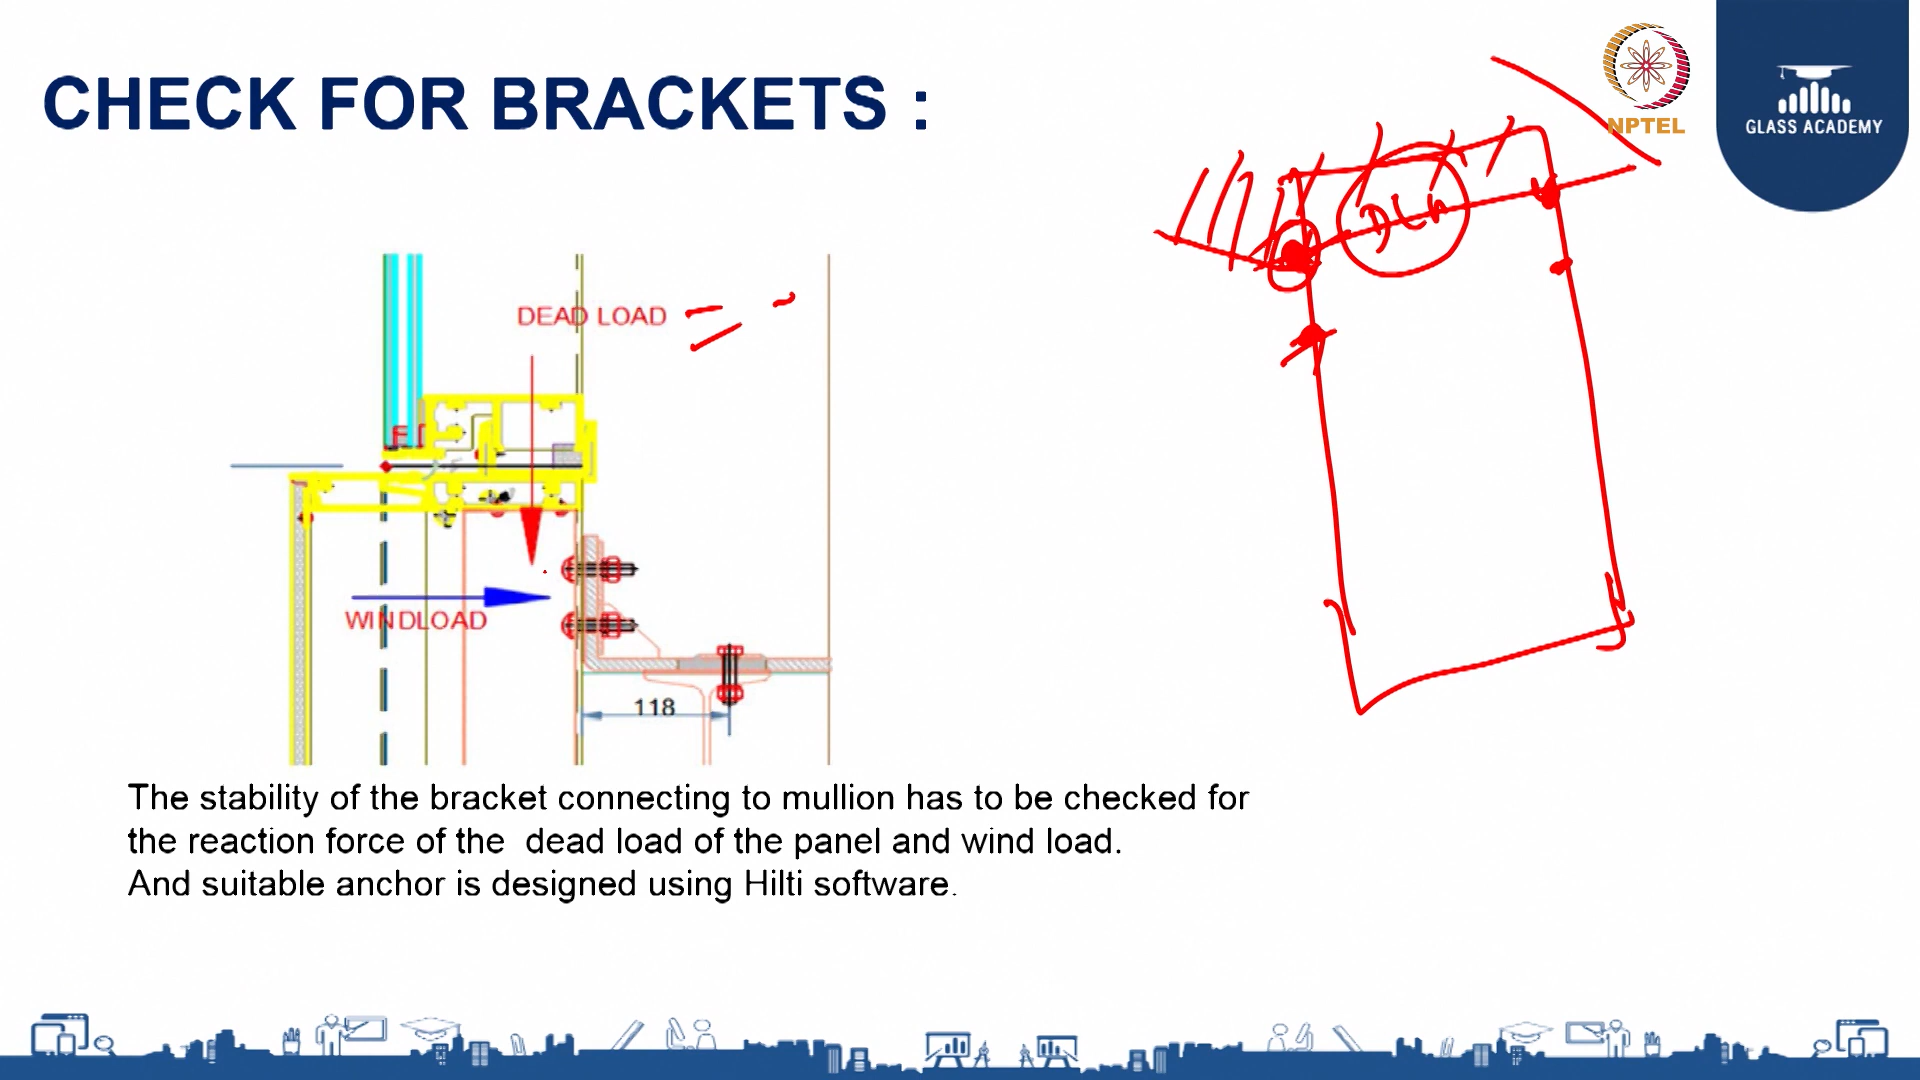 CHECK FOR BRACKETS :
NPTEL
GLASS ACADEMY
DEAD LOAD
WINDLOAD
118
The stability of the bracket connecting to mullion has to be checked for
the reaction force of the dead load of the panel and wind load.
And suitable anchor is designed using Hilti software.